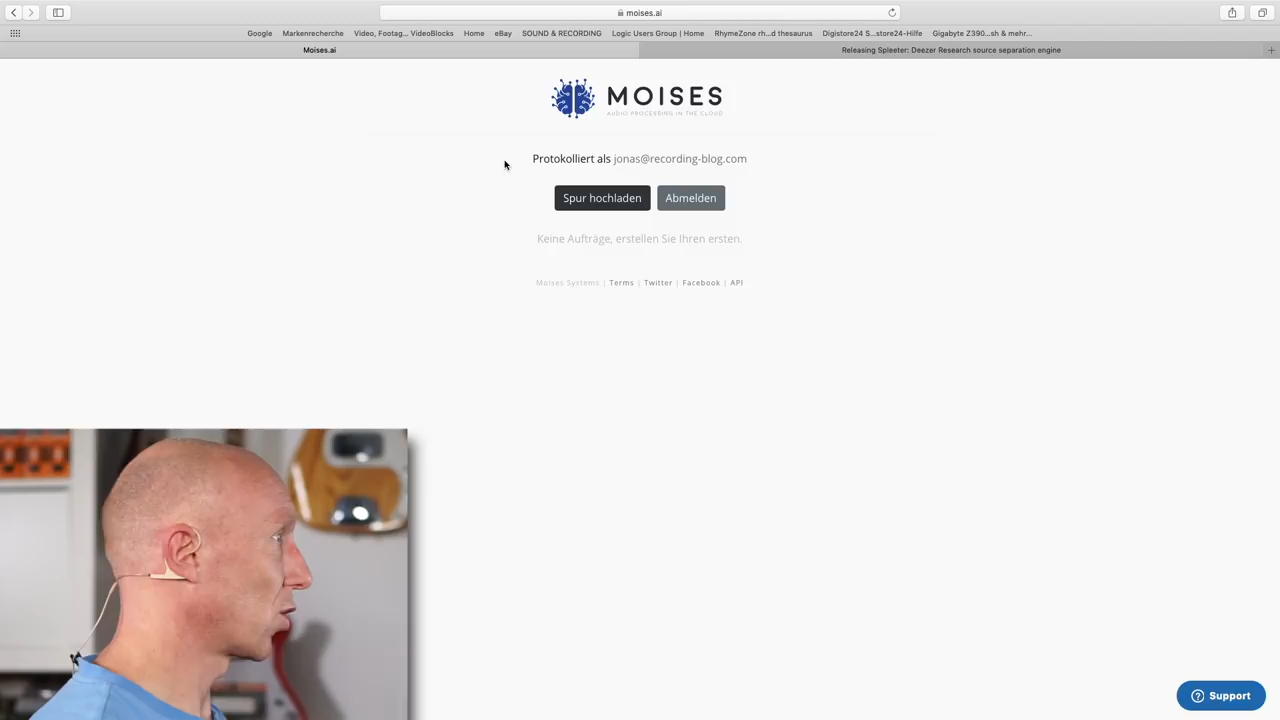 moises.ai
Google Markenrecherche Video, Footag... VideoBlocks Home eBay SOUND & RECORDING Logic Users Group | Home RhymeZone rh...d thesaurus Digistore24 S...store24-Hilfe Gigabyte Z390...sh & mehr...
Moises.ai Releasing Spleeter: Deezer Research source separation engine
MOISES
AUDIO PROCESSING IN THE CLOUD
Protokolliert als jonas@recording-blog.com
Spur hochladen Abmelden
Keine Aufträge, erstellen Sie Ihren ersten.
Moises Systems | Terms | Twitter | Facebook | API
Support